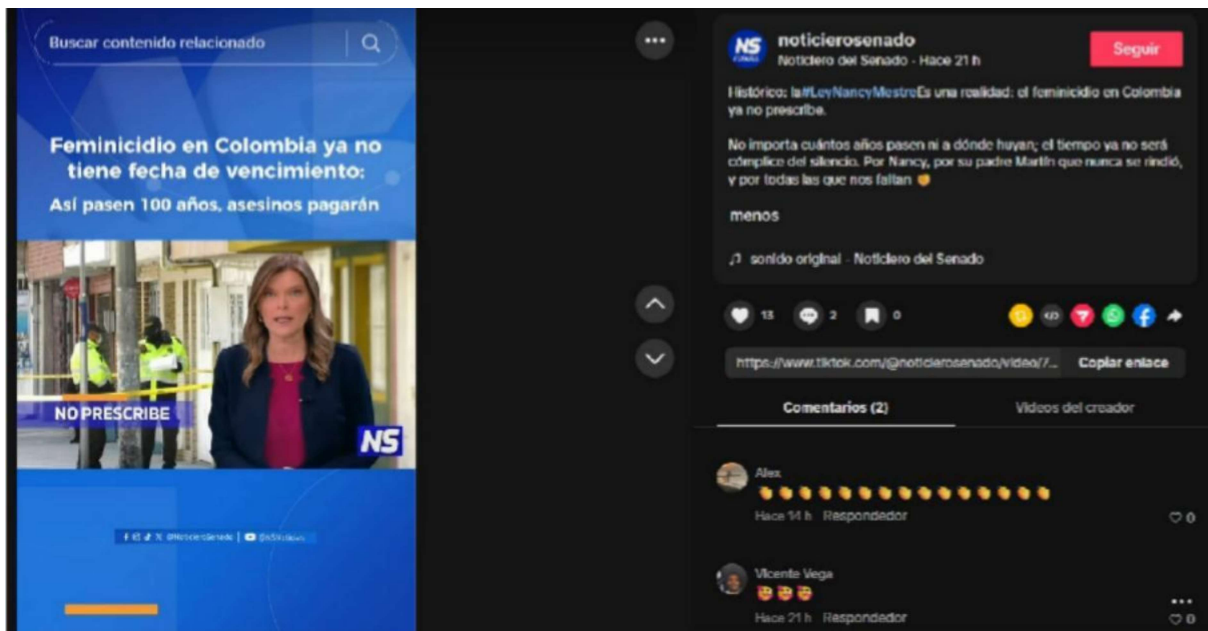 Buscar contenido relacionado
Feminicidio en Colombia ya no
tiene fecha de vencimiento:
Así pasen 100 años, asesinos pagarán
NO PRESCRIBE
NS
NS
noticierosenado
Noticiero del Senado · Hace 21 h
Seguir
Histórico: la#LeyNancyMestreEs una realidad: el feminicidio en Colombia
ya no prescribe.
No importa cuántos años pasen ni a dónde huyan; el tiempo ya no será
cómplice del silencio. Por Nancy, por su padre Martín que nunca se rindió,
y por todas las que nos faltan ✊
menos
♫ sonido original - Noticiero del Senado
13
2
0
https://www.tiktok.com/@noticierosenado/video/7...
Copiar enlace
Comentarios (2)
Videos del creador
Alex
👏👏👏👏👏👏👏👏👏👏👏👏👏👏👏
Hace 14 h Respondedor
0
Vicente Vega
🥰🥰🥰
Hace 21 h Respondedor
0